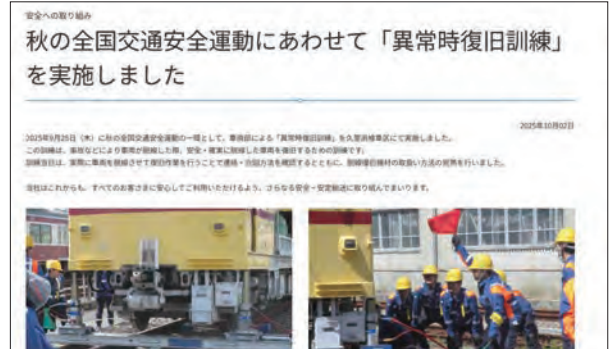 安全への取り組み
秋の全国交通安全運動にあわせて「異常時復旧訓練」
を実施しました
2025年10月02日
2025年9月25日（木）に秋の全国交通安全運動の一環として、車両部による「異常時復旧訓練」を久里浜検車区にて実施しました。
この訓練は、事故などにより車両が脱線した際、安全・確実に脱線した車両を復旧するための訓練です。
訓練当日は、実際に車両を脱線させて復旧作業を行うことで連絡・合図方法を確認するとともに、脱線復旧機材の取扱い方法の習熟を行いました。
当社はこれからも、すべてのお客さまに安心してご利用いただけるよう、さらなる安全・安定輸送に取り組んでまいります。